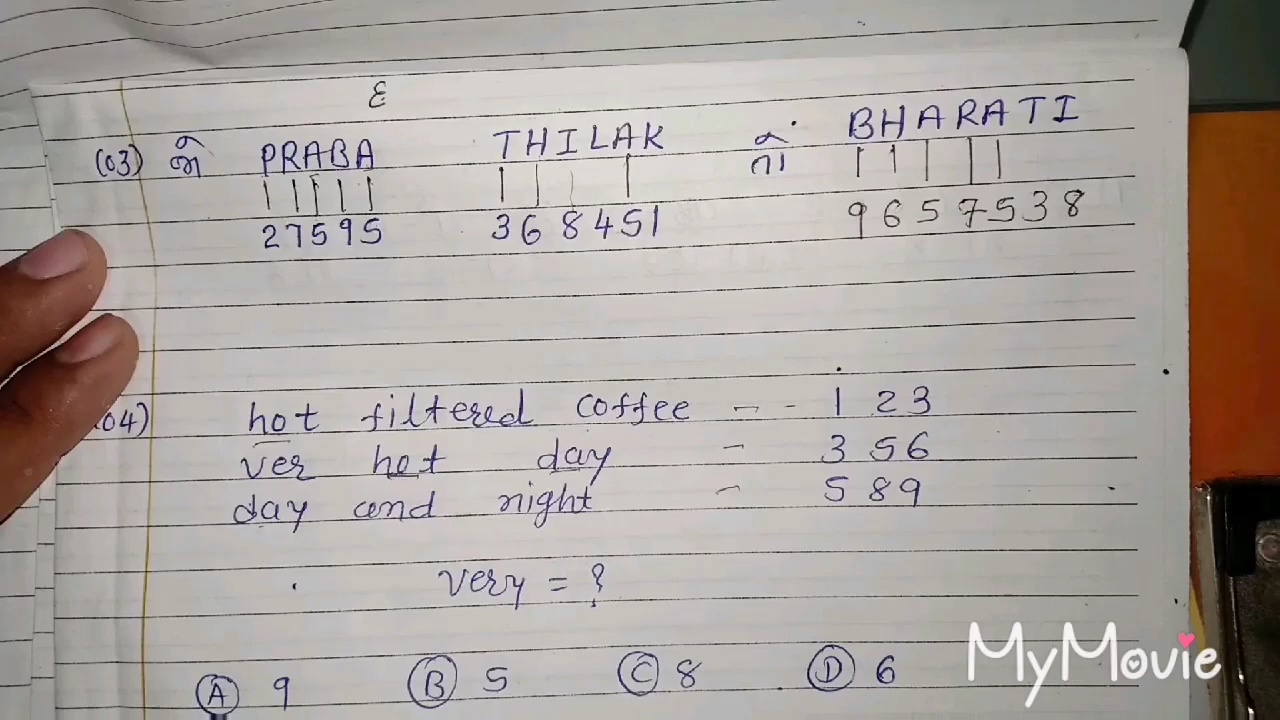 ε
(03) PRABA THILAK BHARATI
27595 368451 9657538
04) hot filtered coffee - - 1 2 3
ver hot day - 3 5 6
day and night - 5 8 9
very = ?
A 9 B 5 C 8 D 6
MyMovie